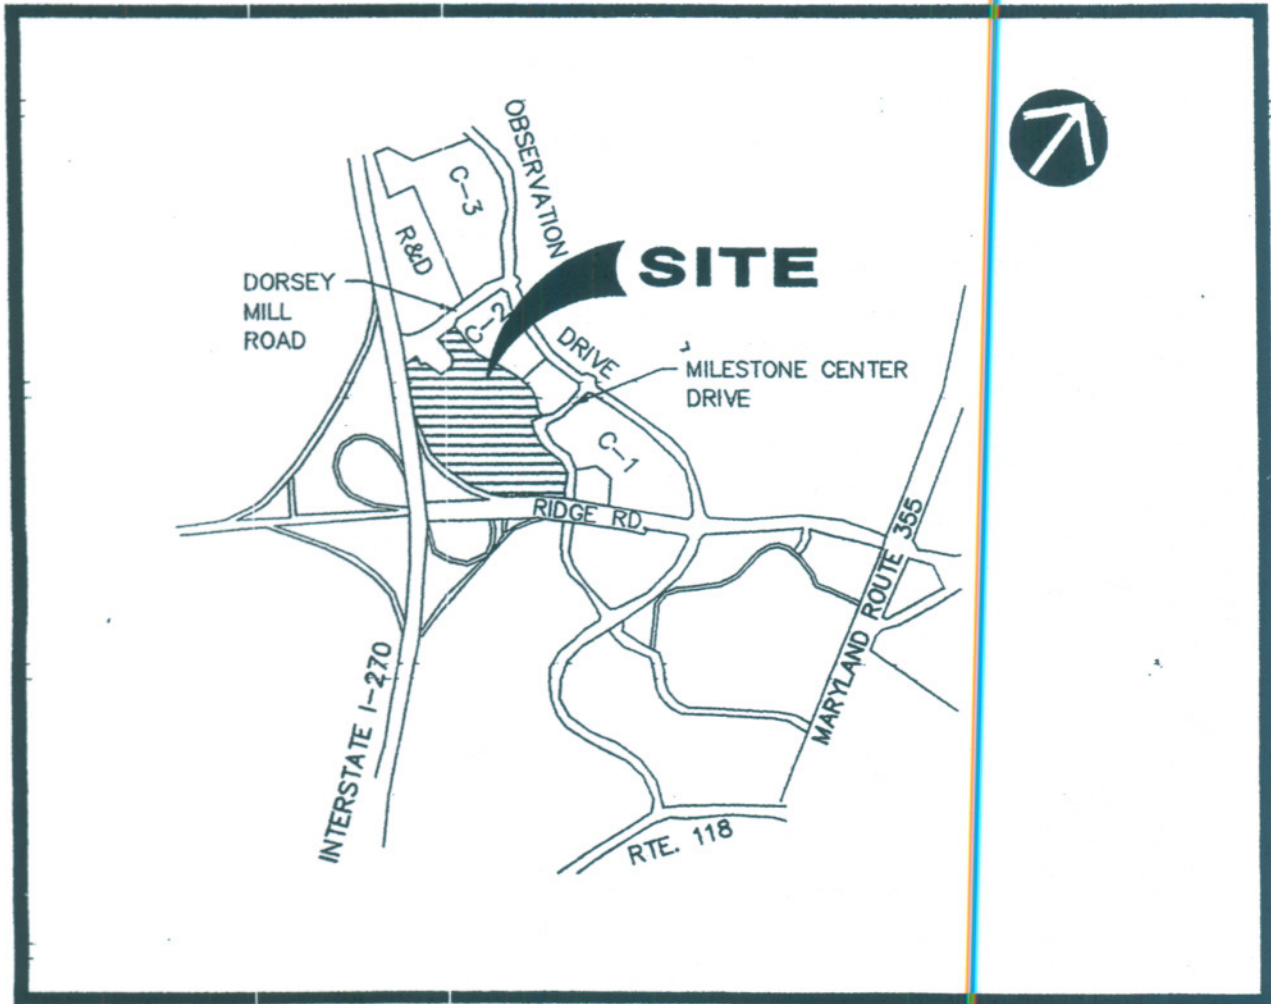 OBSERVATION
C-3
R&D
SITE
DORSEY
MILL
ROAD
C-2
DRIVE
MILESTONE CENTER
DRIVE
C-1
RIDGE RD.
MARYLAND ROUTE 355
INTERSTATE I-270
RTE. 118